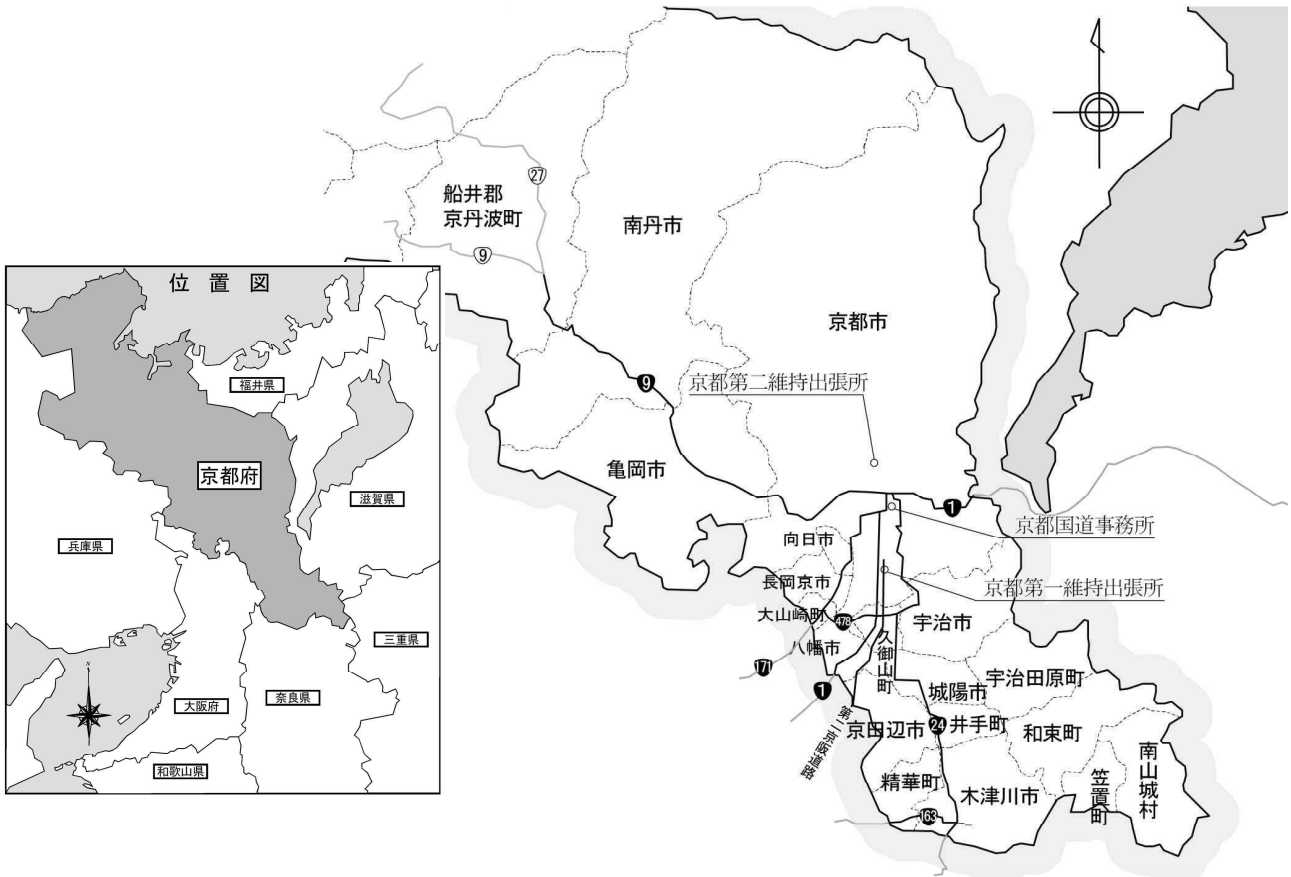 27
船井郡
京丹波町
南丹市
9
位置図
京都市
福井県
9
京都第二維持出張所
京都府
亀岡市
滋賀県
1
京都国道事務所
向日市
兵庫県
長岡京市
京都第一維持出張所
大山崎町
478
宇治市
三重県
八幡市
久御山町
171
N
宇治田原町
1
城陽市
奈良県
大阪府
第二京阪道路
京田辺市
24
井手町
和束町
南山城村
和歌山県
精華町
木津川市
笠置町
163